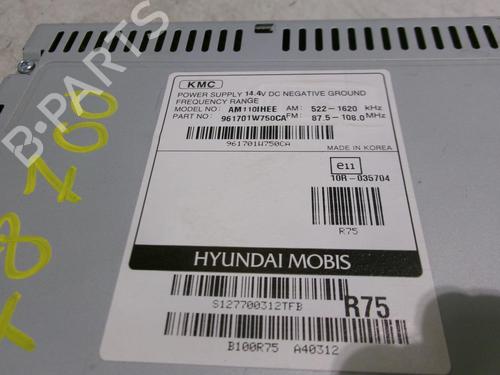 B-PARTS
KMC
POWER SUPPLY 14.4V DC NEGATIVE GROUND
FREQUENCY RANGE
MODEL NO: AM110IHEE AM: 522-1620 kHz
PART NO: 961701W750CA FM: 87.5-108.0 MHz
961701W750CA
MADE IN KOREA
e11
10R-035704
R75
HYUNDAI MOBIS
S127700312TFB
R75
B100R75 A40312